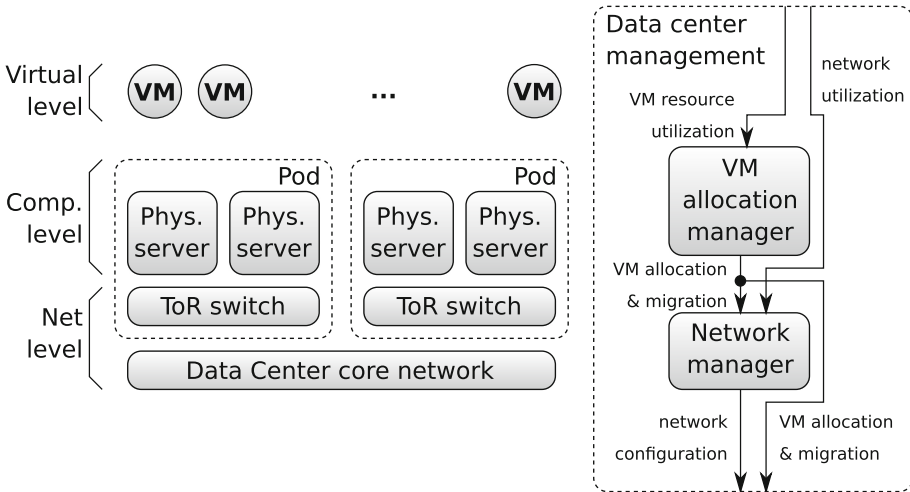 Virtual
level
VM
VM
...
VM
Comp.
level
Pod
Phys.
server
Phys.
server
Pod
Phys.
server
Phys.
server
Net
level
ToR switch
ToR switch
Data Center core network
Data center
management
network
utilization
VM resource
utilization
VM
allocation
manager
VM allocation
& migration
Network
manager
network
configuration
VM allocation
& migration